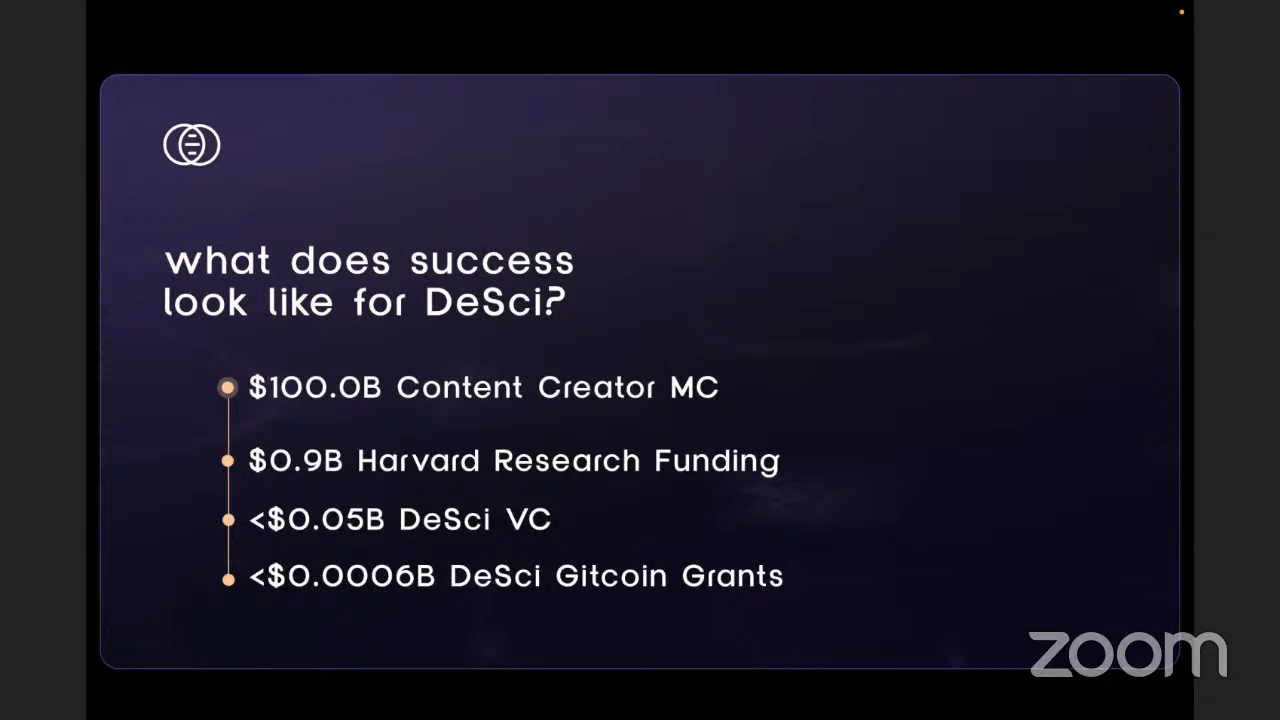 what does success
look like for DeSci?
$100.0B Content Creator MC
$0.9B Harvard Research Funding
<$0.05B DeSci VC
<$0.0006B DeSci Gitcoin Grants
zoom